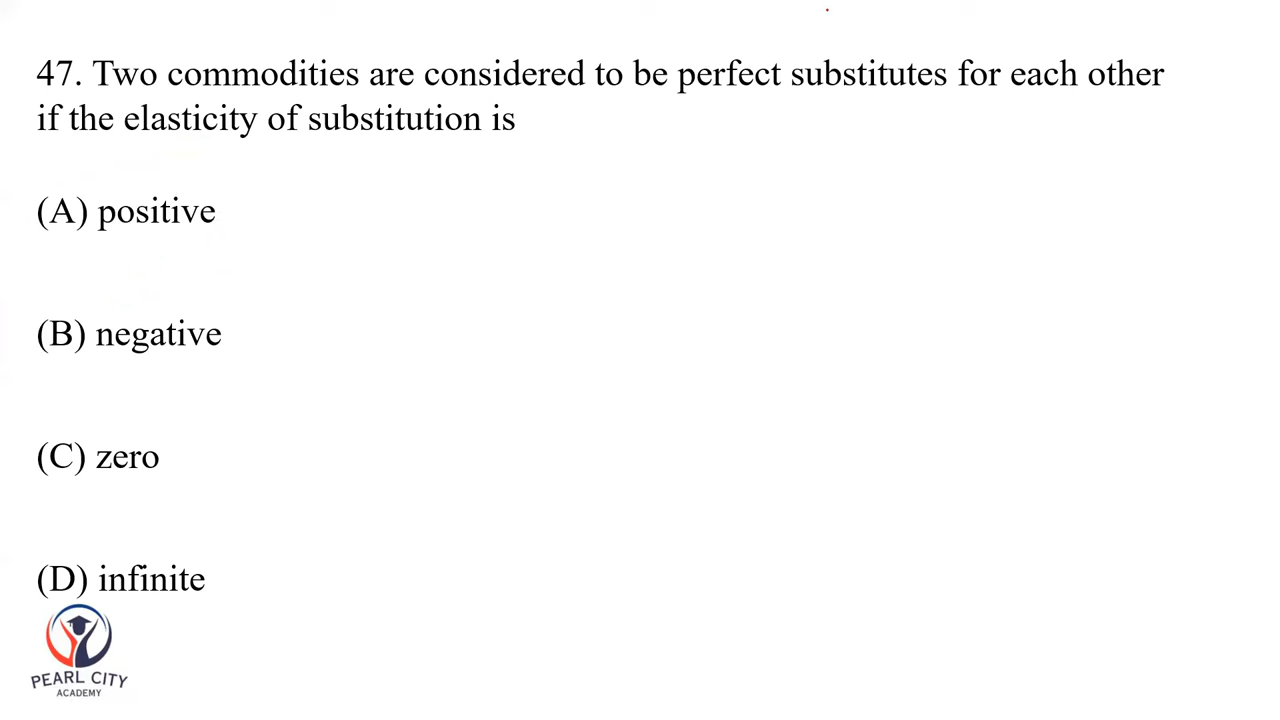 47. Two commodities are considered to be perfect substitutes for each other
if the elasticity of substitution is
(A) positive
(B) negative
(C) zero
(D) infinite
PEARL CITY
ACADEMY